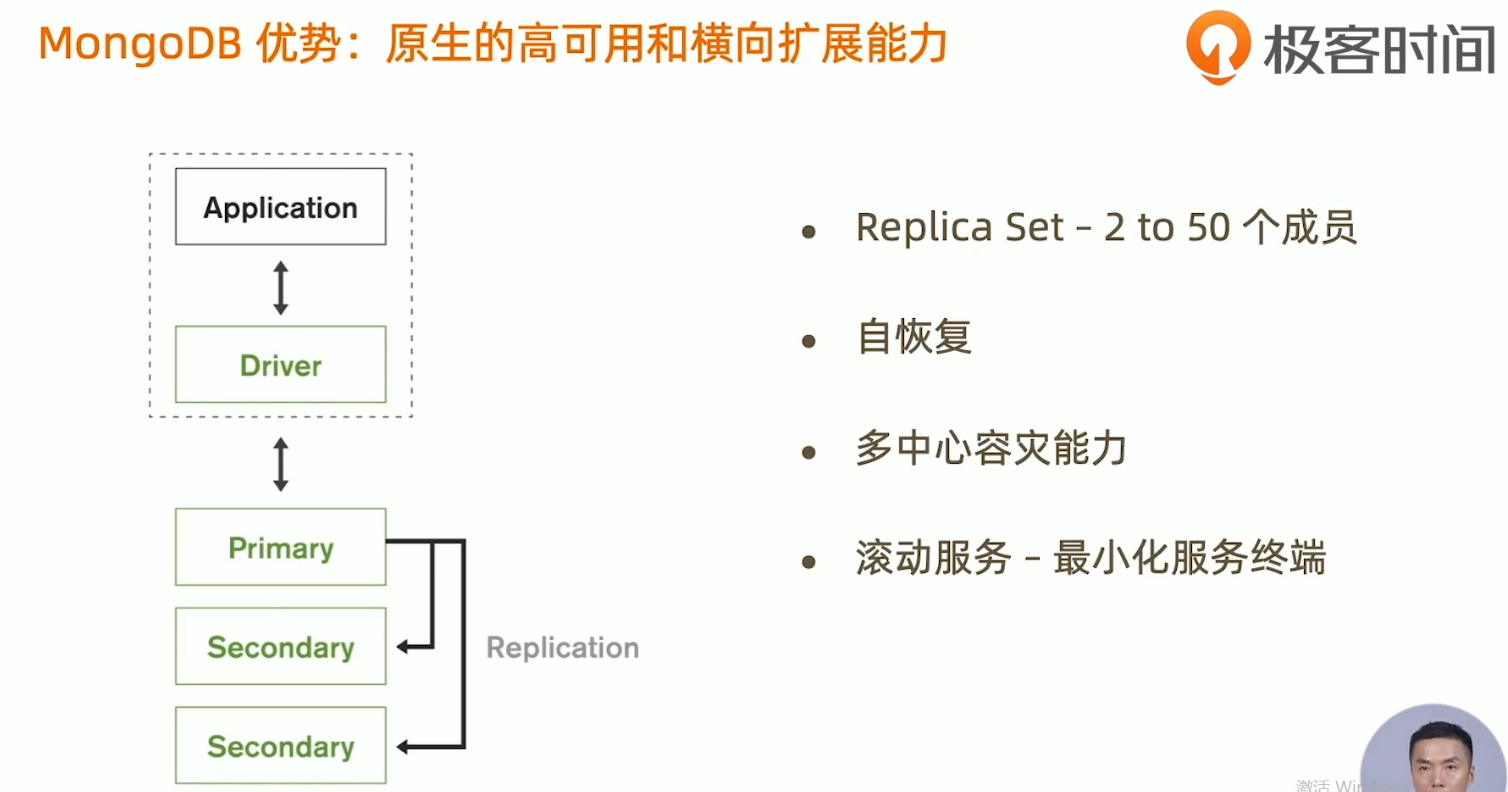 MongoDB 优势：原生的高可用和横向扩展能力
极客时间
Application
Driver
Primary
Secondary
Secondary
Replication
• Replica Set – 2 to 50 个成员
• 自恢复
• 多中心容灾能力
• 滚动服务 – 最小化服务终端
激活 Windows